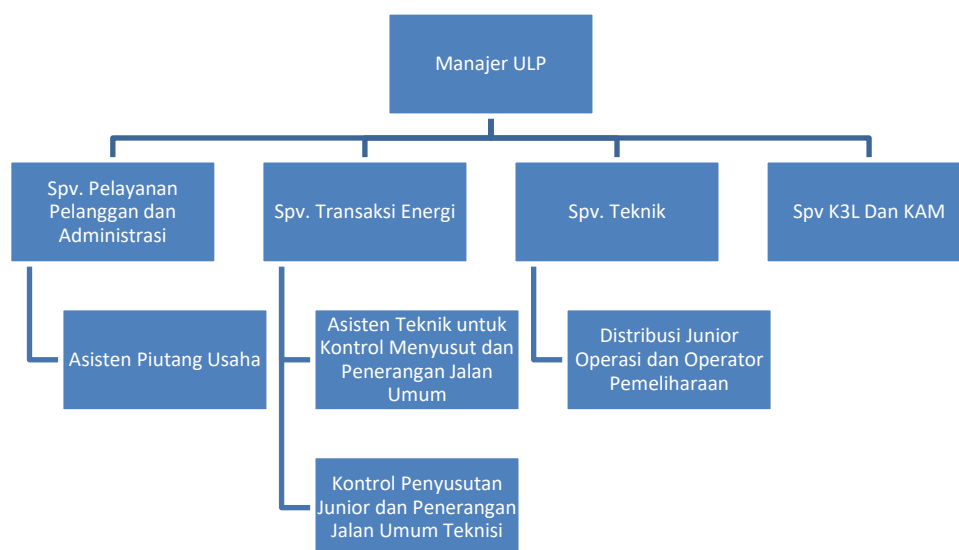 Manajer ULP
Spv. Pelayanan
Pelanggan dan
Administrasi
Spv. Transaksi Energi
Spv. Teknik
Spv K3L Dan KAM
Asisten Piutang Usaha
Asisten Teknik untuk
Kontrol Menyusut dan
Penerangan Jalan
Umum
Distribusi Junior
Operasi dan Operator
Pemeliharaan
Kontrol Penyusutan
Junior dan Penerangan
Jalan Umum Teknisi